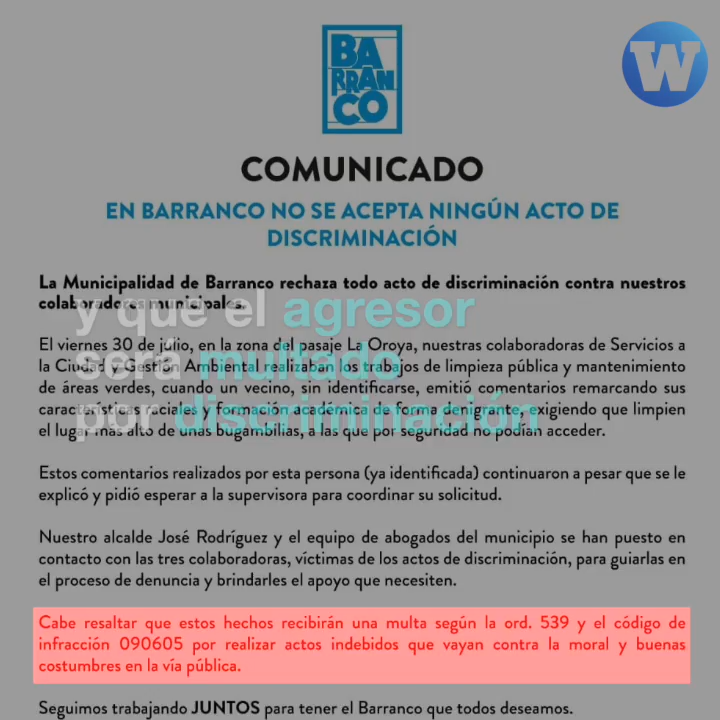 BA
RRAN
CO
W
COMUNICADO
EN BARRANCO NO SE ACEPTA NINGÚN ACTO DE
DISCRIMINACIÓN
La Municipalidad de Barranco rechaza todo acto de discriminación contra nuestros
colaboradores municipales.
y que el agresor
será multado
por discriminación
El viernes 30 de julio, en la zona del pasaje La Oroya, nuestras colaboradoras de Servicios a
la Ciudad y Gestión Ambiental, realizaban los trabajos de limpieza pública y mantenimiento
de áreas verdes, cuando un vecino, sin identificarse, emitió comentarios remarcando sus
características raciales y formación académica de forma denigrante, exigiendo que limpien
el lugar más alto de unas bugambilias, a las que por seguridad no podían acceder.
Estos comentarios realizados por esta persona (ya identificada) continuaron a pesar que se le
explicó y pidió esperar a la supervisora para coordinar su solicitud.
Nuestro alcalde José Rodríguez y el equipo de abogados del municipio se han puesto en
contacto con las tres colaboradoras, víctimas de los actos de discriminación, para guiarlas en
el proceso de denuncia y brindarles el apoyo que necesiten.
Cabe resaltar que estos hechos recibirán una multa según la ord. 539 y el código de
infracción 090605 por realizar actos indebidos que vayan contra la moral y buenas
costumbres en la vía pública.
Seguimos trabajando JUNTOS para tener el Barranco que todos deseamos.